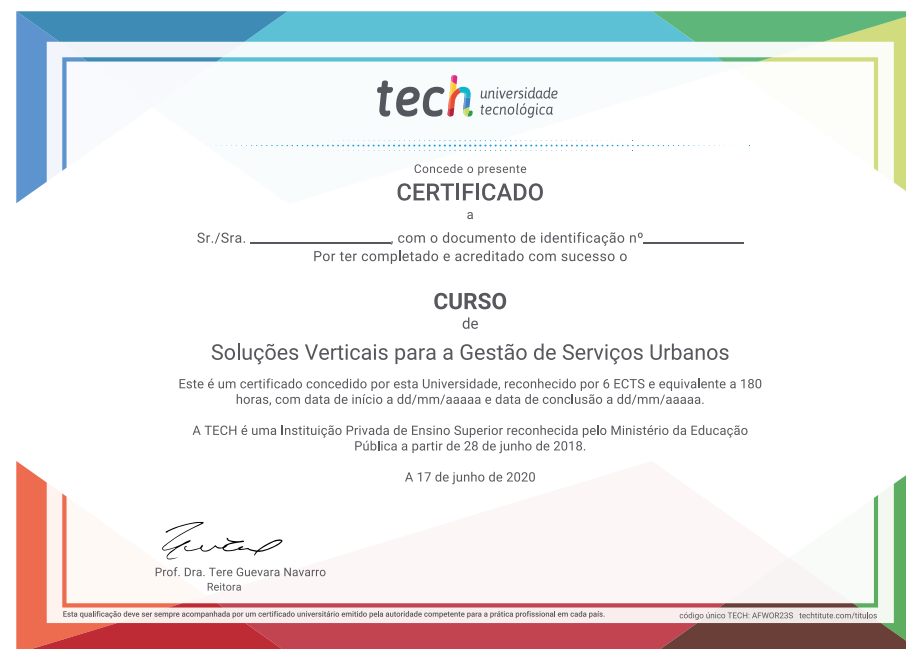 tech universidade
tecnológica
Concede o presente
CERTIFICADO
a
Sr./Sra. ____________________, com o documento de identificação nº______________
Por ter completado e acreditado com sucesso o
CURSO
de
Soluções Verticais para a Gestão de Serviços Urbanos
Este é um certificado concedido por esta Universidade, reconhecido por 6 ECTS e equivalente a 180
horas, com data de início a dd/mm/aaaaa e data de conclusão a dd/mm/aaaaa.
A TECH é uma Instituição Privada de Ensino Superior reconhecida pelo Ministério da Educação
Pública a partir de 28 de junho de 2018.
A 17 de junho de 2020
Prof. Dra. Tere Guevara Navarro
Reitora
Esta qualificação deve ser sempre acompanhada por um certificado universitário emitido pela autoridade competente para a prática profissional em cada país.
código único TECH: AFWOR23S techtitute.com/titulos